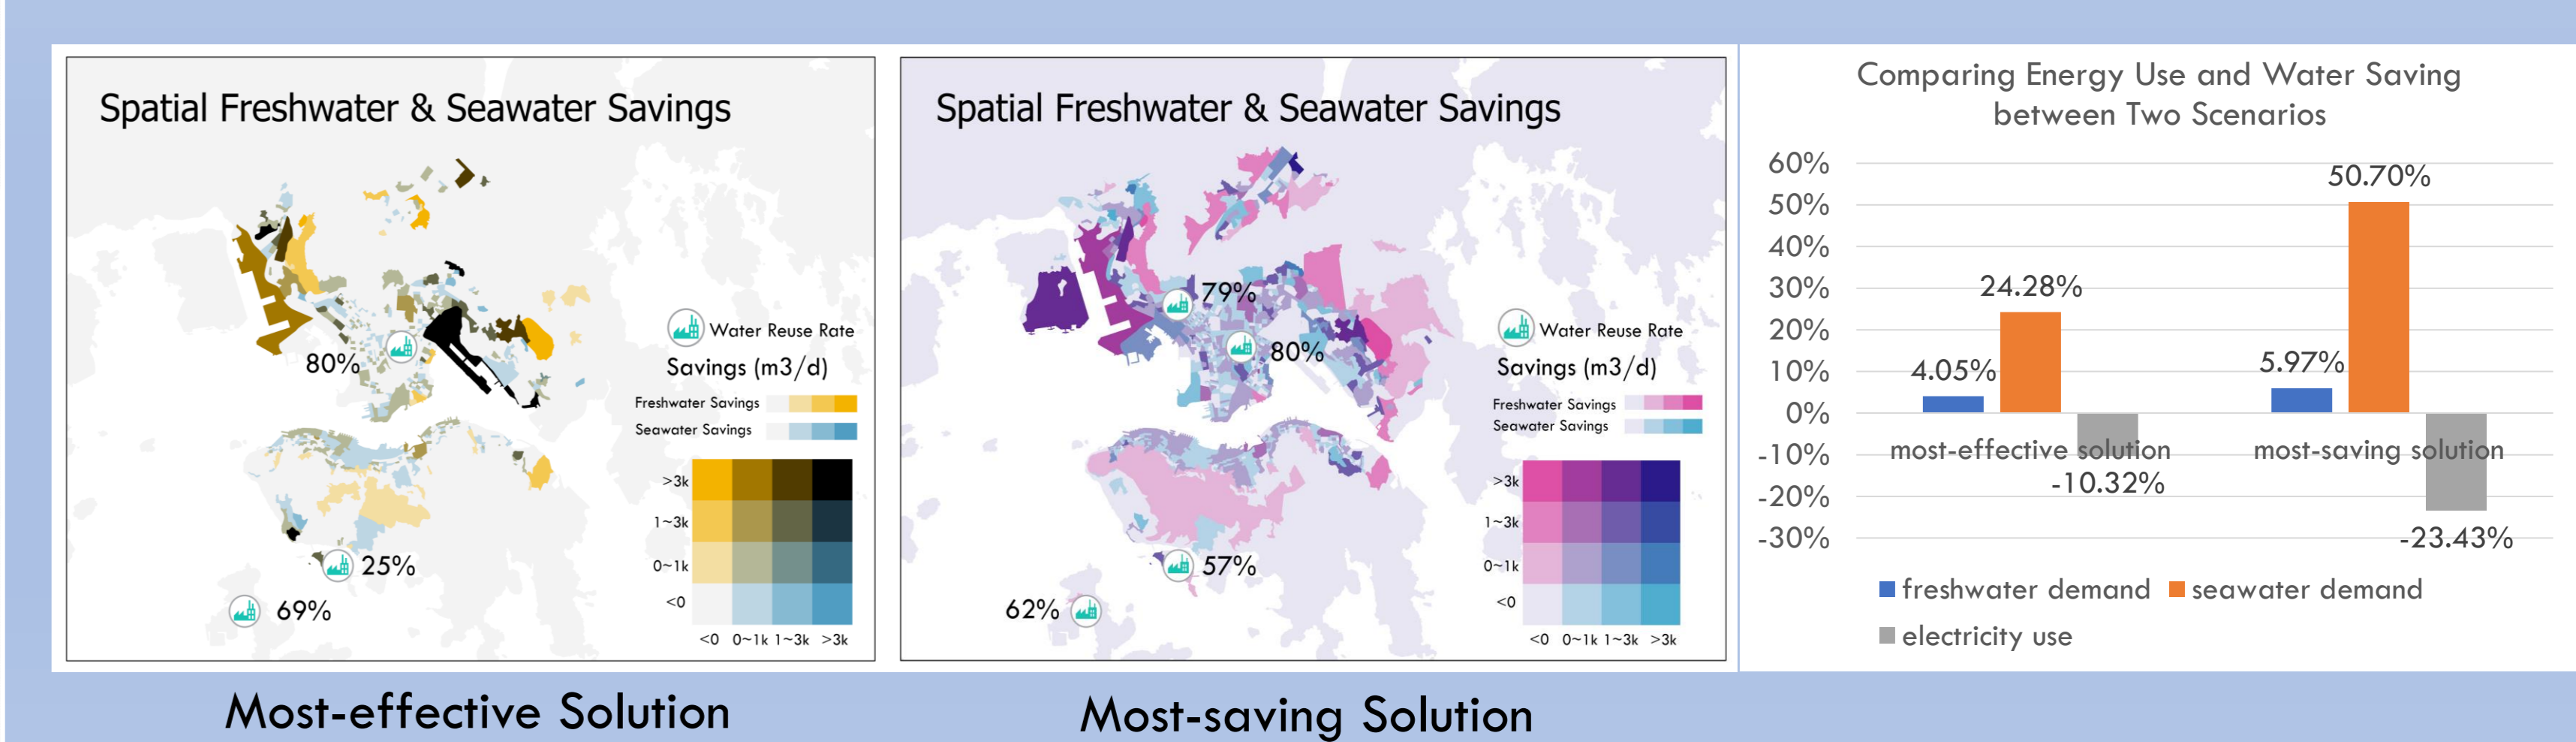 Spatial Freshwater & Seawater Savings
80%
Water Reuse Rate
Savings (m3/d)
Freshwater Savings
Seawater Savings
>3k
1~3k
0~1k
<0
<0 0~1k 1~3k >3k
25%
69%
Most-effective Solution
Spatial Freshwater & Seawater Savings
79%
80%
Water Reuse Rate
Savings (m3/d)
Freshwater Savings
Seawater Savings
>3k
1~3k
0~1k
<0
<0 0~1k 1~3k >3k
57%
62%
Most-saving Solution
Comparing Energy Use and Water Saving
between Two Scenarios
60%
50%
40%
30%
20%
10%
0%
-10%
-20%
-30%
4.05%
24.28%
-10.32%
5.97%
50.70%
-23.43%
most-effective solution
most-saving solution
freshwater demand
seawater demand
electricity use